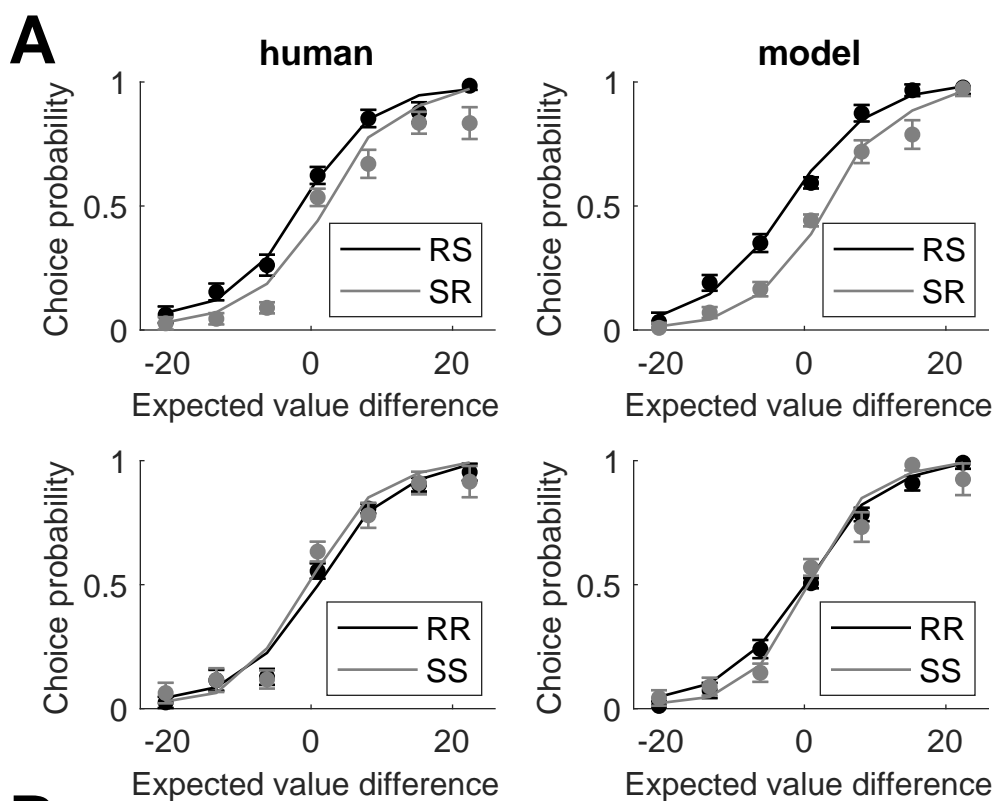 A
human
model
Choice probability
1
0.5
0
-20
0
20
Expected value difference
RS
SR
Choice probability
1
0.5
0
-20
0
20
Expected value difference
RS
SR
Choice probability
1
0.5
0
-20
0
20
Expected value difference
RR
SS
Choice probability
1
0.5
0
-20
0
20
Expected value difference
RR
SS